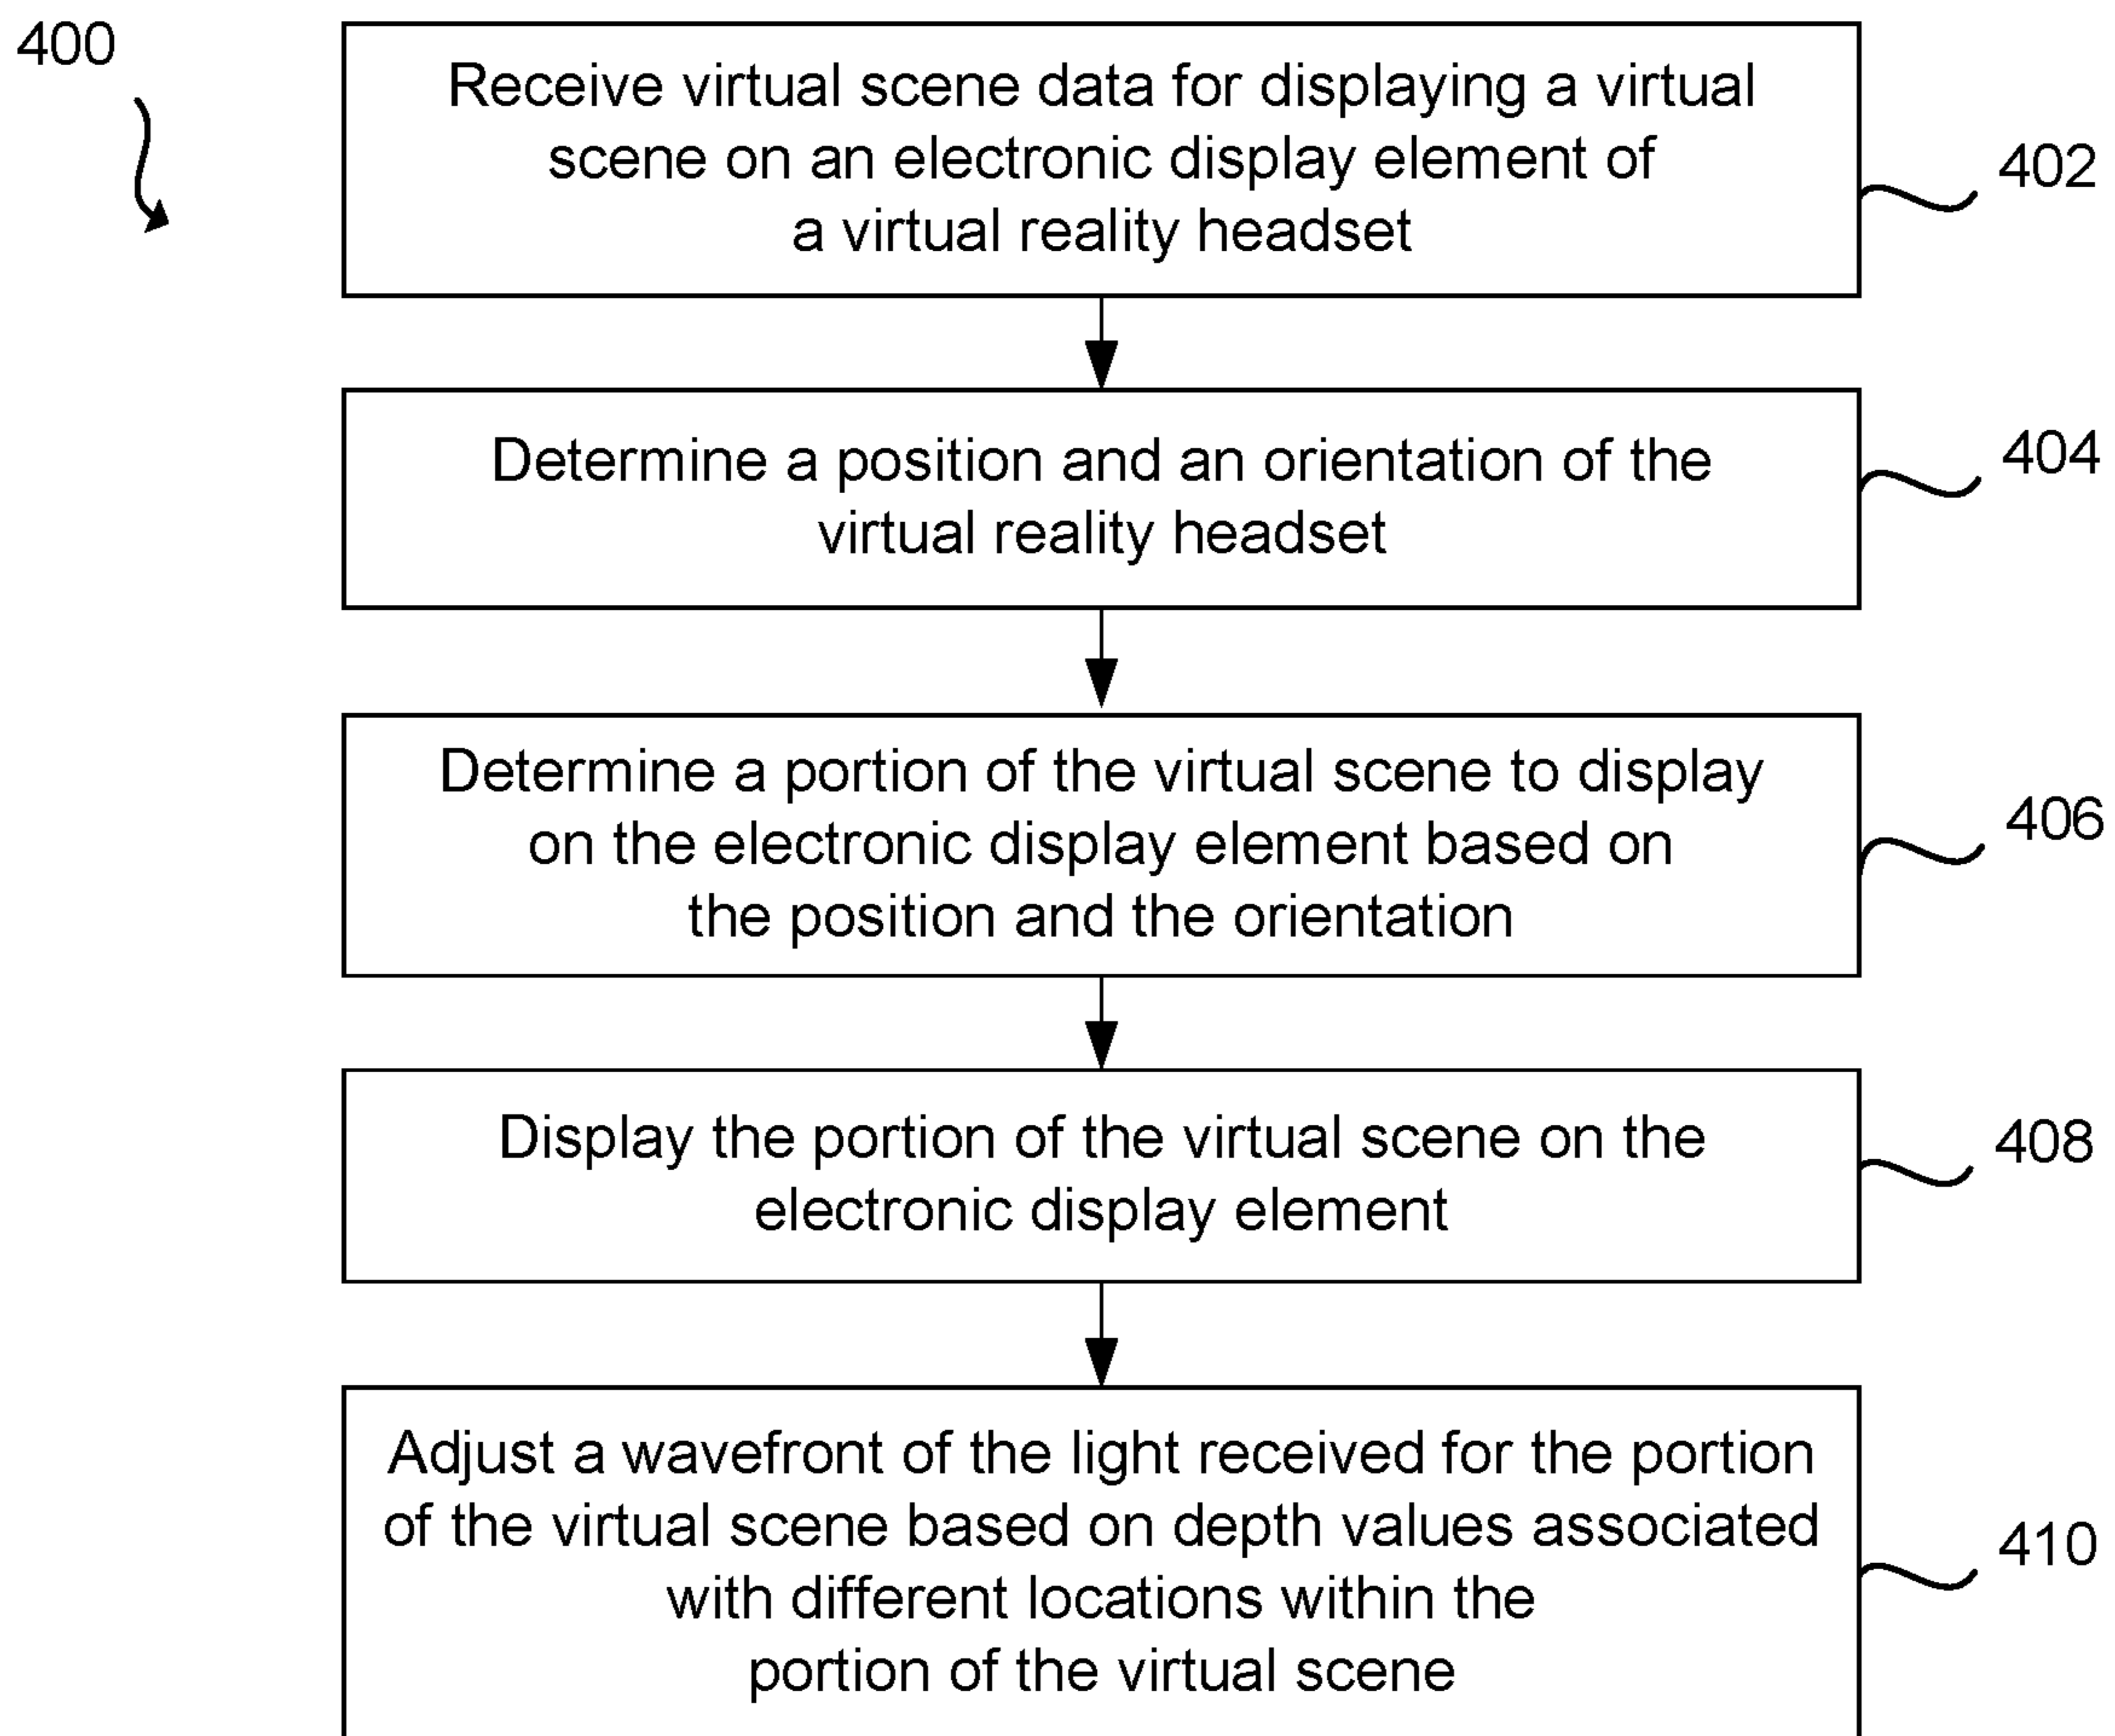 400
Receive virtual scene data for displaying a virtual
scene on an electronic display element of
a virtual reality headset
402
Determine a position and an orientation of the
virtual reality headset
404
Determine a portion of the virtual scene to display
on the electronic display element based on
the position and the orientation
406
Display the portion of the virtual scene on the
electronic display element
408
Adjust a wavefront of the light received for the portion
of the virtual scene based on depth values associated
with different locations within the
portion of the virtual scene
410